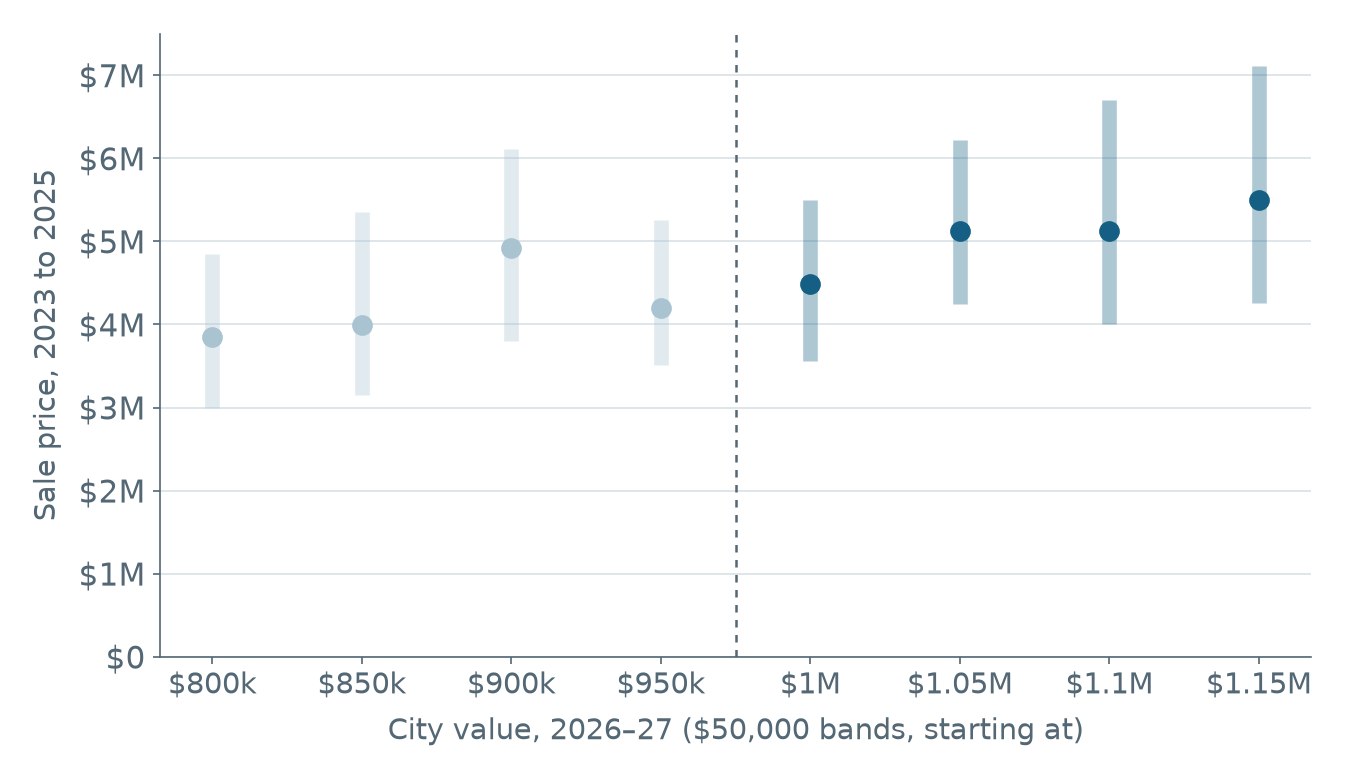 $7M
$6M
$5M
$4M
$3M
$2M
$1M
$0
Sale price, 2023 to 2025
$800k $850k $900k $950k $1M $1.05M $1.1M $1.15M
City value, 2026–27 ($50,000 bands, starting at)